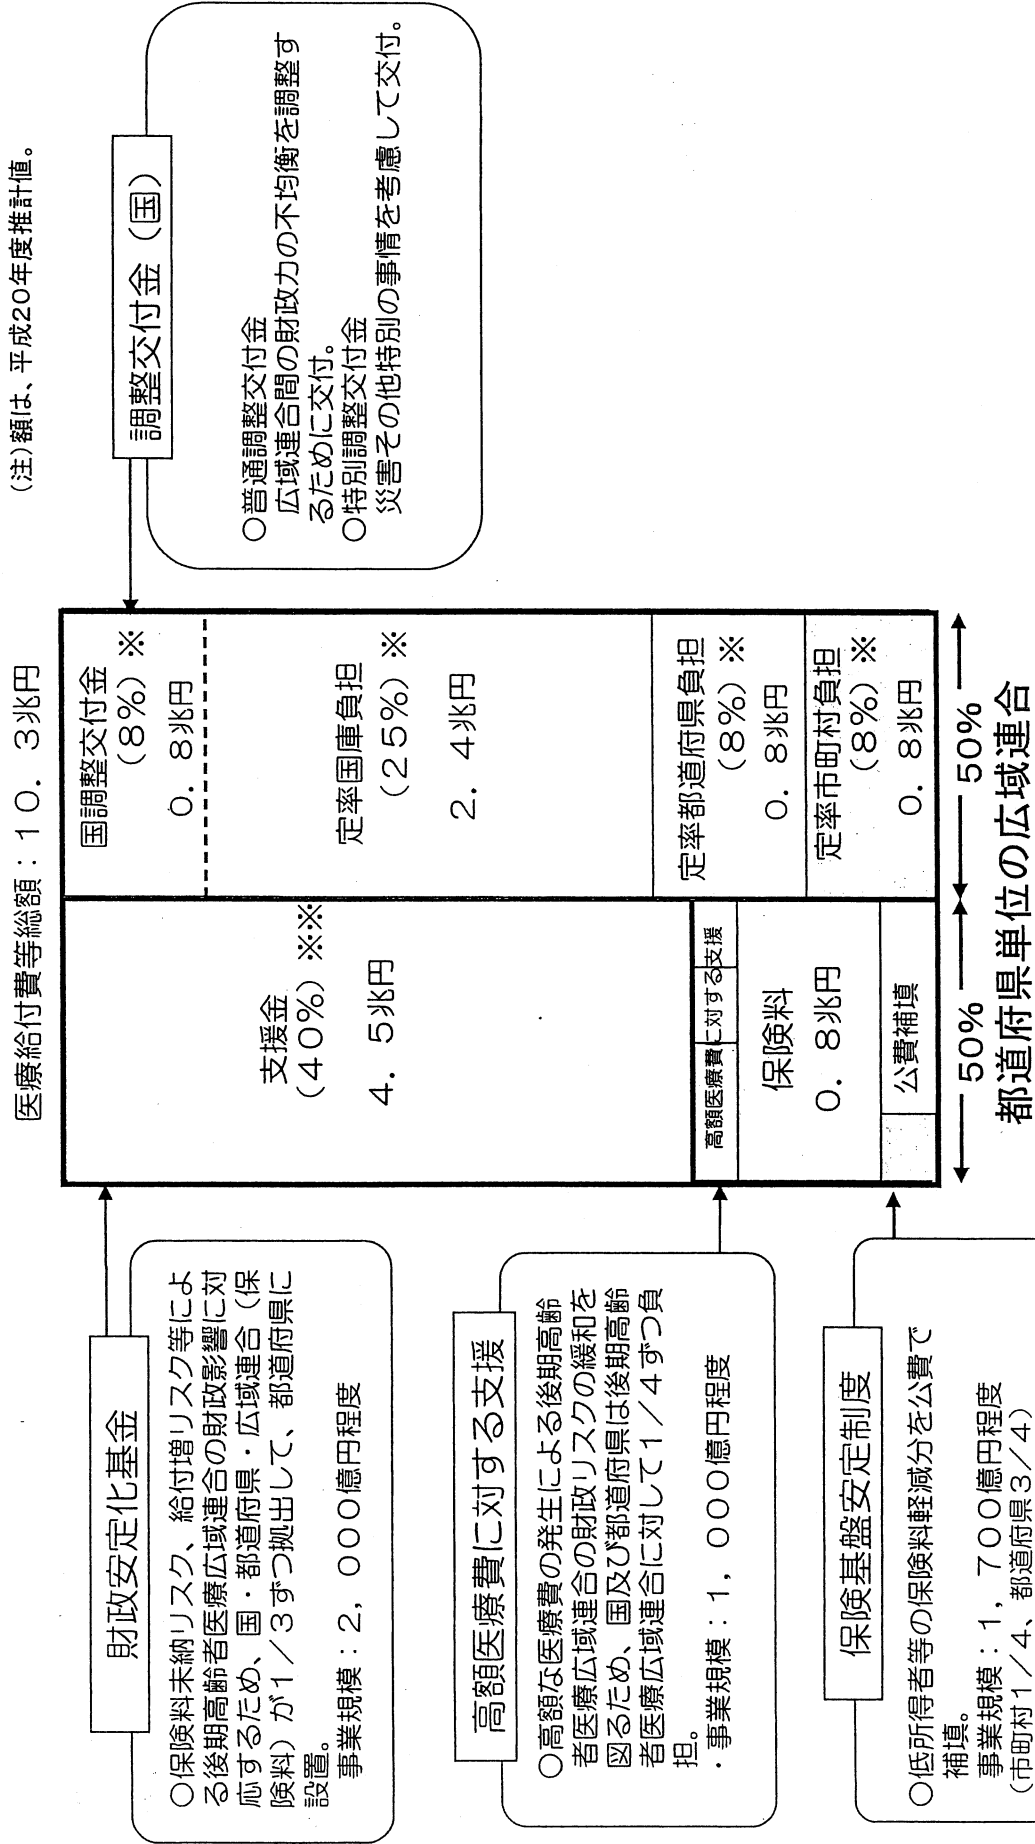 (注)額は、平成20年度推計値。
医療給付費等総額：１０．３兆円
財政安定化基金
○保険料未納リスク、給付増リスク等によ
る後期高齢者医療広域連合の財政影響に対
応するため、国・都道府県・広域連合（保
険料）が１/３ずつ拠出して、都道府県に
設置。
事業規模：２，０００億円程度
高額医療費に対する支援
○高額な医療費の発生による後期高齢
者医療広域連合の財政リスクの緩和を
図るため、国及び都道府県は後期高齢
者医療広域連合に対して１/４ずつ負
担。
・事業規模：１，０００億円程度
保険基盤安定制度
○低所得者等の保険料軽減分を公費で
補填。
事業規模：１，７００億円程度
（市町村１/４、都道府県３/４）
支援金
（４０％）※※
４．５兆円
高額医療費に対する支援
保険料
０．８兆円
公費補填
国調整交付金
（８％）※
０．８兆円
定率国庫負担
（２５％）※
２．４兆円
定率都道府県負担
（８％）※
０．８兆円
定率市町村負担
（８％）※
０．８兆円
50%
50%
都道府県単位の広域連合
調整交付金（国）
○普通調整交付金
広域連合間の財政力の不均衡を調整す
るために交付。
○特別調整交付金
災害その他特別の事情を考慮して交付。